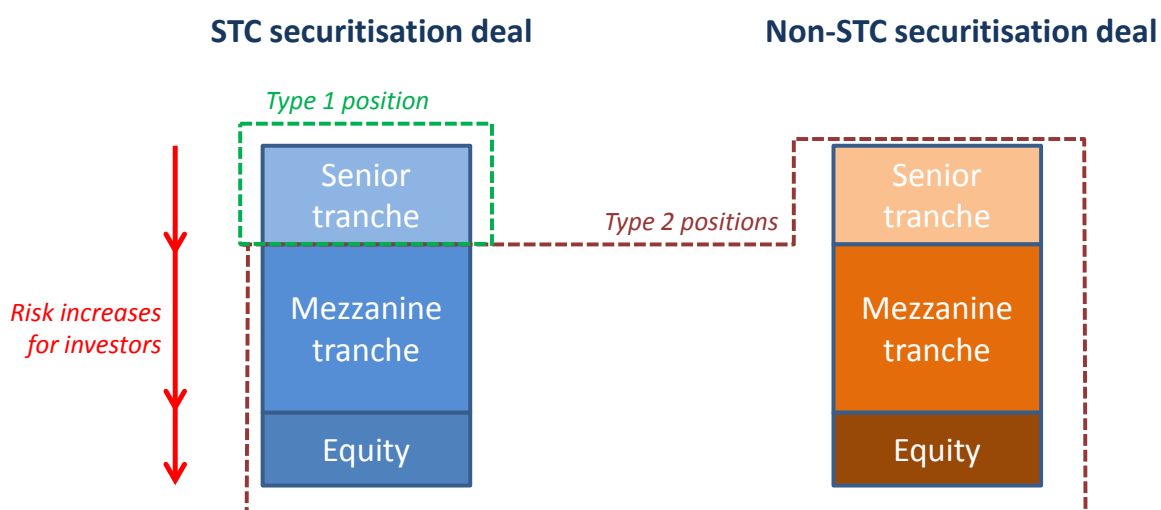 STC securitisation deal
Non-STC securitisation deal
Type 1 position
Senior
tranche
Senior
tranche
Type 2 positions
Mezzanine
tranche
Mezzanine
tranche
Risk increases
for investors
Equity
Equity